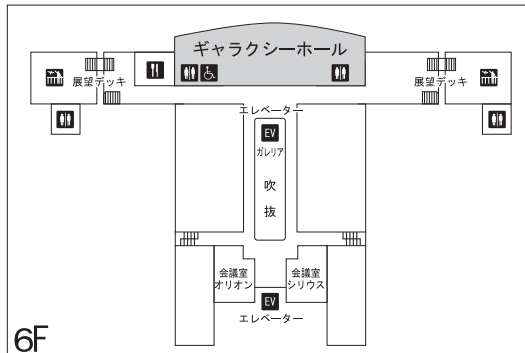 ギャラクシーホール
展望デッキ
展望デッキ
エレベーター
EV
ガレリア
吹
抜
会議室
オリオン
会議室
シリウス
EV
エレベーター
6F